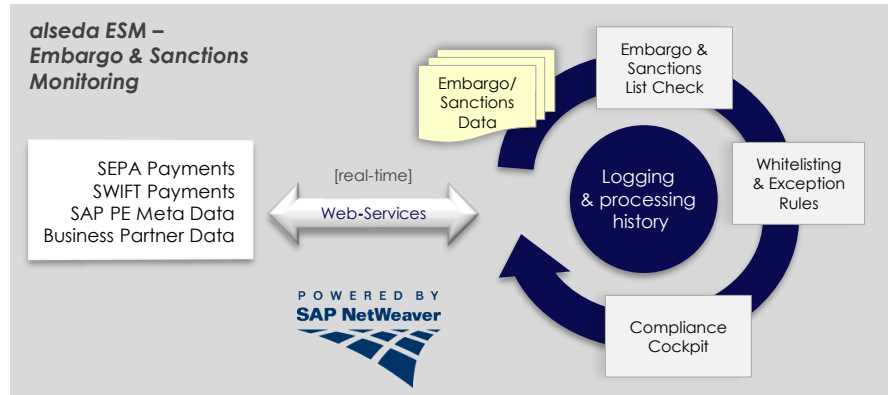 alseda ESM –
Embargo & Sanctions
Monitoring
SEPA Payments
SWIFT Payments
SAP PE Meta Data
Business Partner Data
[real-time]
Web-Services
POWERED BY
SAP NetWeaver
Embargo/
Sanctions
Data
Embargo &
Sanctions
List Check
Whitelisting
& Exception
Rules
Compliance
Cockpit
Logging
& processing
history